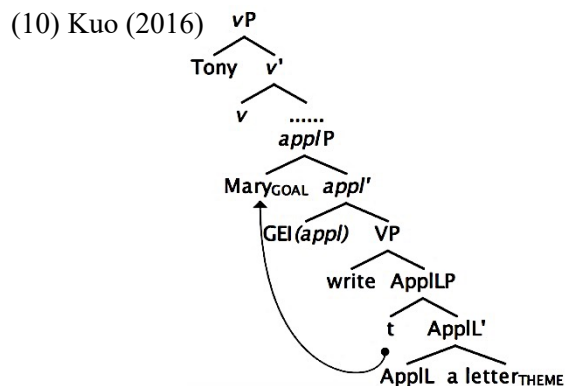 (10) Kuo (2016)
vP
Tony v'
v ......
applP
MaryGOAL appl'
GEI(appl) VP
write ApplLP
t ApplL'
ApplL a letterTHEME